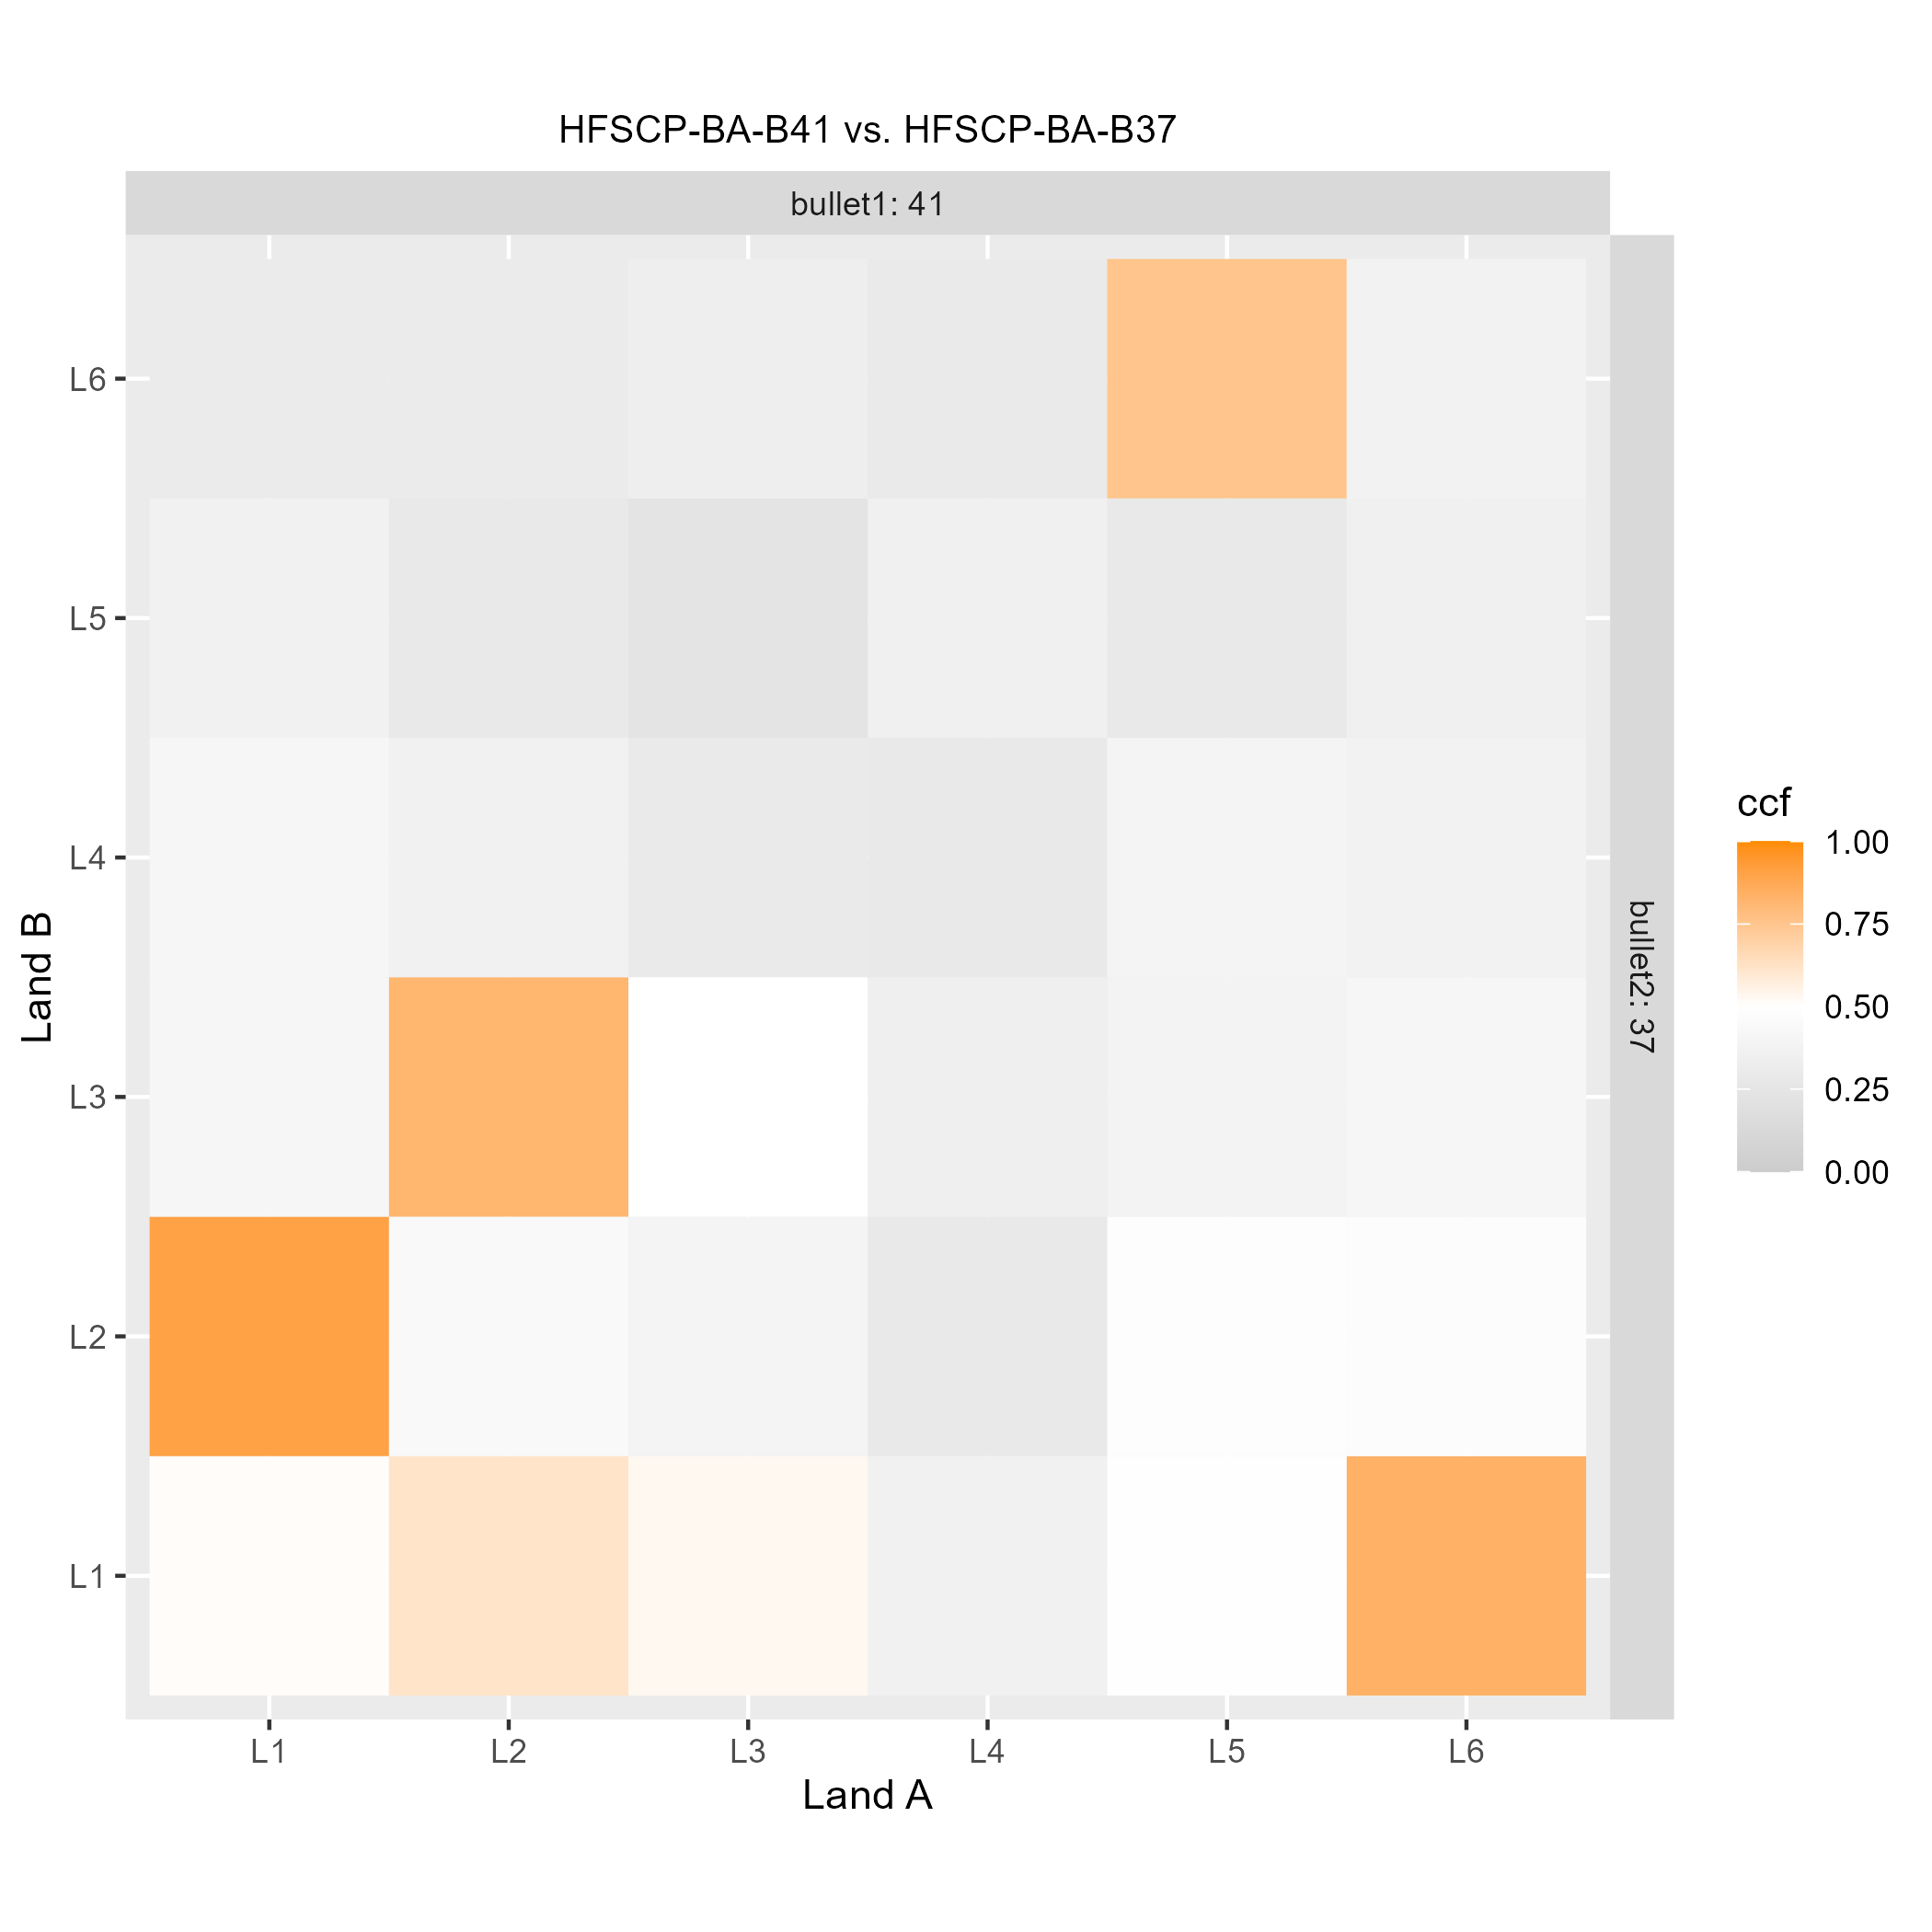 HFSCP-BA-B41 vs. HFSCP-BA-B37
bullet1: 41
L6
L5
L4
L3
L2
L1
Land B
bullet2: 37
L1
L2
L3
L4
L5
L6
Land A
ccf
1.00
0.75
0.50
0.25
0.00